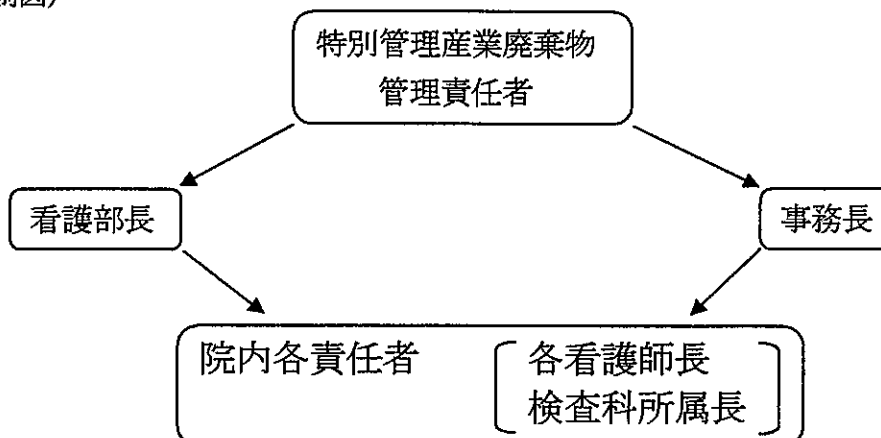 特別管理産業廃棄物
管理責任者
看護部長
事務長
院内各責任者
各看護師長
検査科所属長